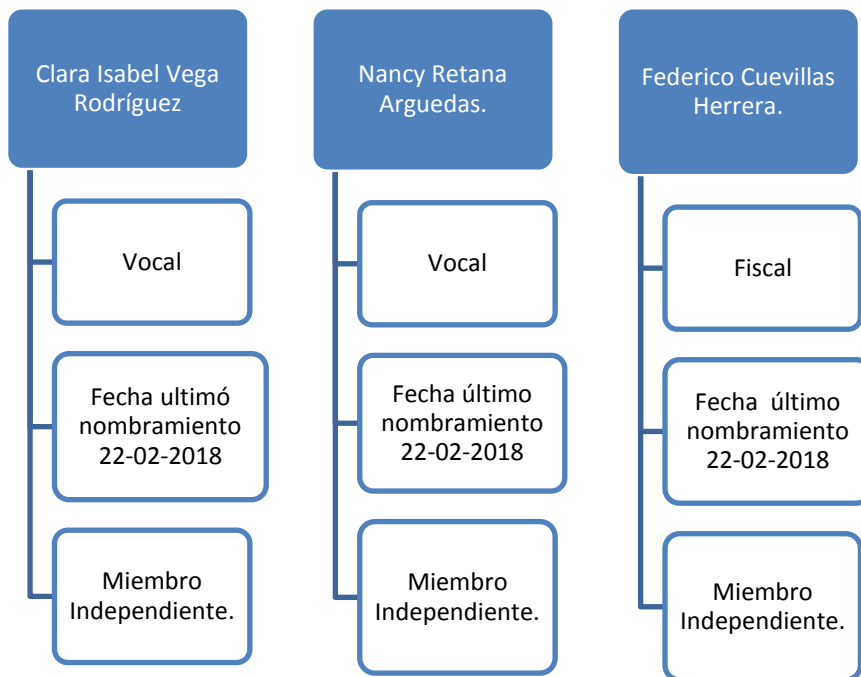 Clara Isabel Vega
Rodríguez
Vocal
Fecha ultimó
nombramiento
22-02-2018
Miembro
Independiente.
Nancy Retana
Arguedas.
Vocal
Fecha último
nombramiento
22-02-2018
Miembro
Independiente.
Federico Cuevillas
Herrera.
Fiscal
Fecha  último
nombramiento
22-02-2018
Miembro
Independiente.